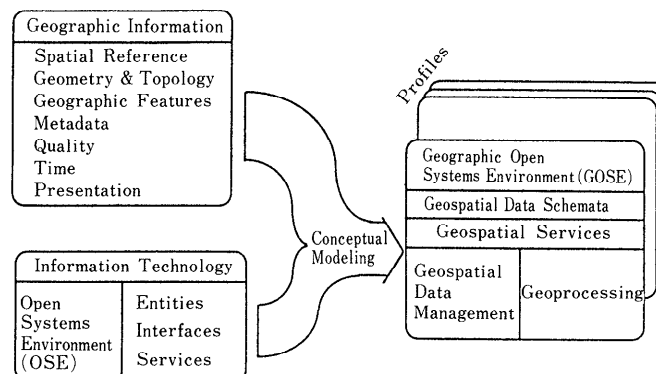 Geographic Information
Spatial Reference
Geometry & Topology
Geographic Features
Metadata
Quality
Time
Presentation
Information Technology
Open
Systems
Environment
(OSE)
Entities
Interfaces
Services
Conceptual
Modeling
Profiles
Geographic Open
Systems Environment(GOSE)
Geospatial Data Schemata
Geospatial Services
Geospatial
Data
Management
Geoprocessing